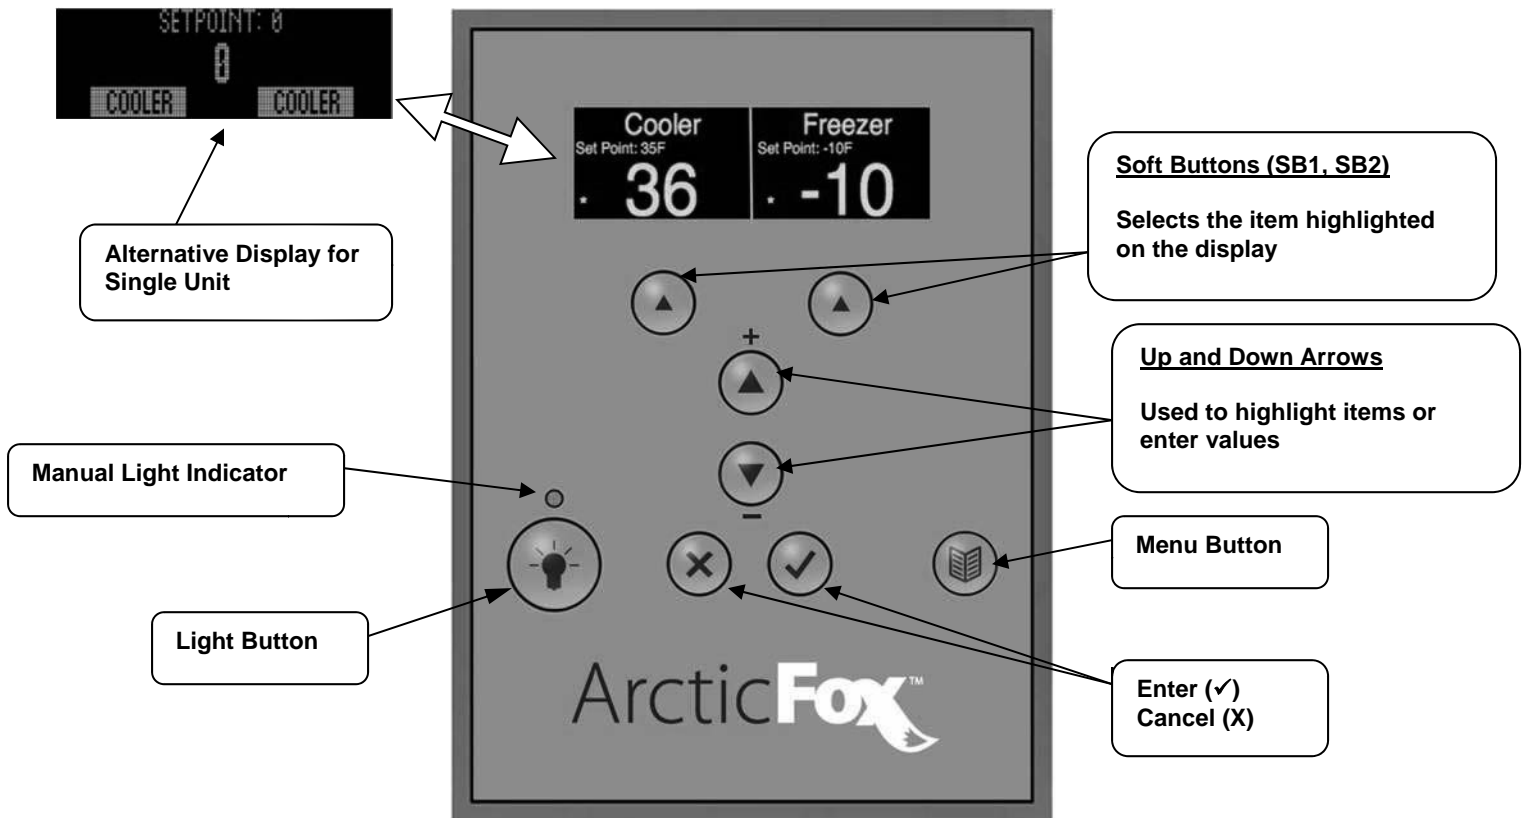 SETPOINT: 0
0
COOLER COOLER
Alternative Display for
Single Unit
Cooler
Set Point: 35F
* 36
Freezer
Set Point: -10F
* -10
Soft Buttons (SB1, SB2)
Selects the item highlighted
on the display
+
Up and Down Arrows
Used to highlight items or
enter values
−
Manual Light Indicator
Menu Button
Light Button
Enter (✓)
Cancel (X)
ArcticFox™